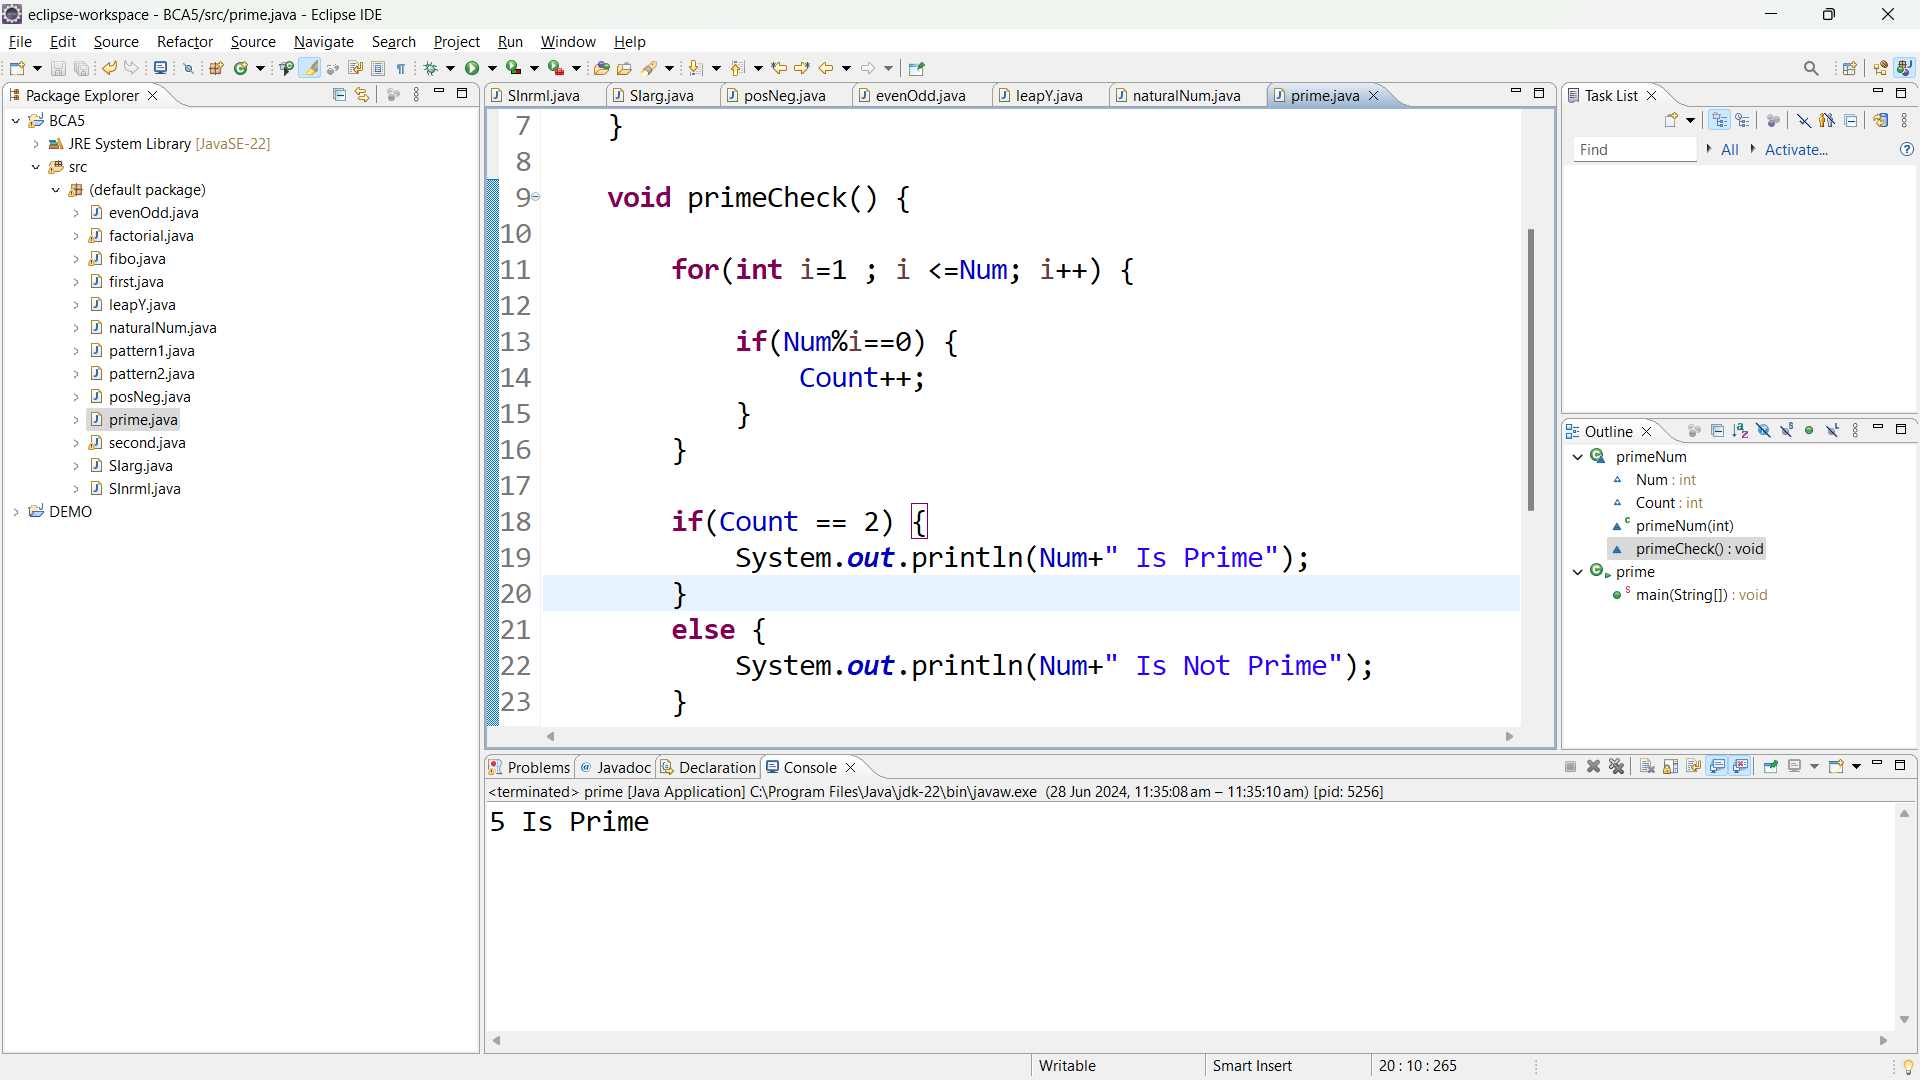 eclipse-workspace - BCA5/src/prime.java - Eclipse IDE
File Edit Source Refactor Source Navigate Search Project Run Window Help
Package Explorer
BCA5
JRE System Library [JavaSE-22]
src
(default package)
evenOdd.java
factorial.java
fibo.java
first.java
leapY.java
naturalNum.java
pattern1.java
pattern2.java
posNeg.java
prime.java
second.java
SIarg.java
SInrml.java
DEMO
SInrml.java SIarg.java posNeg.java evenOdd.java leapY.java naturalNum.java prime.java
7 }
8
9 void primeCheck() {
10
11 for(int i=1 ; i <=Num; i++) {
12
13 if(Num%i==0) {
14 Count++;
15 }
16 }
17
18 if(Count == 2) {
19 System.out.println(Num+" Is Prime");
20 }
21 else {
22 System.out.println(Num+" Is Not Prime");
23 }
Task List
Find All Activate...
Outline
primeNum
Num : int
Count : int
primeNum(int)
primeCheck() : void
prime
main(String[]) : void
Problems Javadoc Declaration Console
<terminated> prime [Java Application] C:\Program Files\Java\jdk-22\bin\javaw.exe (28 Jun 2024, 11:35:08 am – 11:35:10 am) [pid: 5256]
5 Is Prime
Writable Smart Insert 20 : 10 : 265